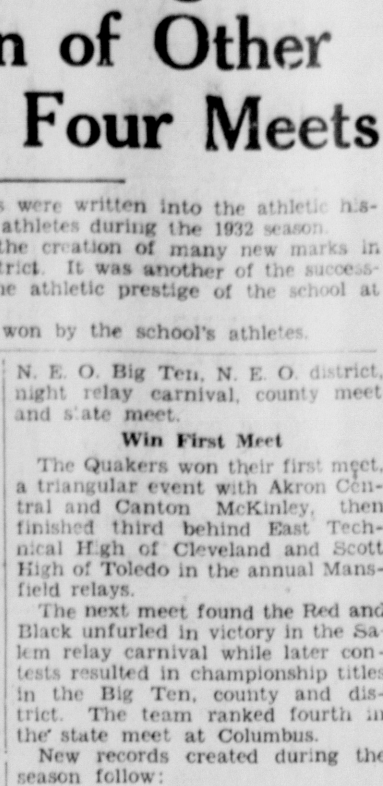 n of Other
Four Meets
s were written into the athletic his-
athletes during the 1932 season.
the creation of many new marks in
trict. It was another of the success-
he athletic prestige of the school at
won by the school's athletes.
N. E. O. Big Ten, N. E. O. district,
night relay carnival, county meet
and state meet.
Win First Meet
The Quakers won their first meet,
a triangular event with Akron Cen-
tral and Canton McKinley, then
finished third behind East Tech-
nical High of Cleveland and Scott
High of Toledo in the annual Mans-
field relays.
The next meet found the Red and
Black unfurled in victory in the Sa-
lem relay carnival while later con-
tests resulted in championship titles
in the Big Ten, county and dis-
trict. The team ranked fourth in
the state meet at Columbus.
New records created during the
season follow: